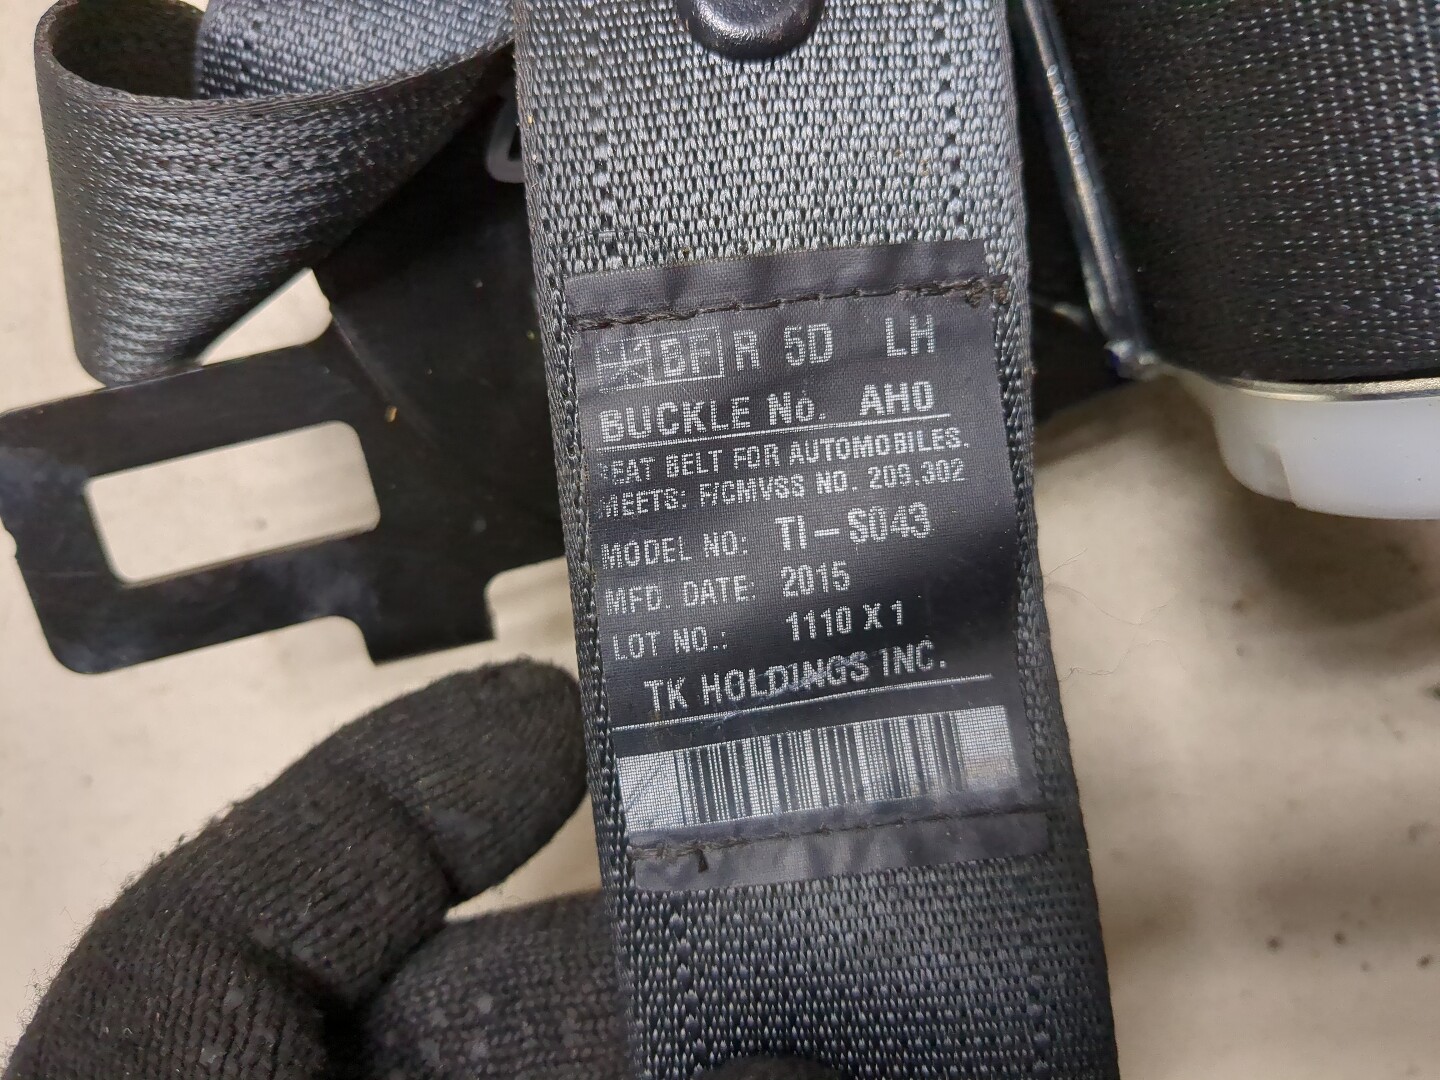 BF R 5D LH
BUCKLE No. AH0
SEAT BELT FOR AUTOMOBILES.
MEETS: F/CMVSS NO. 209,302
MODEL NO: TI-S043
MFD. DATE: 2015
LOT NO.: 1110 X 1
TK HOLDINGS INC.